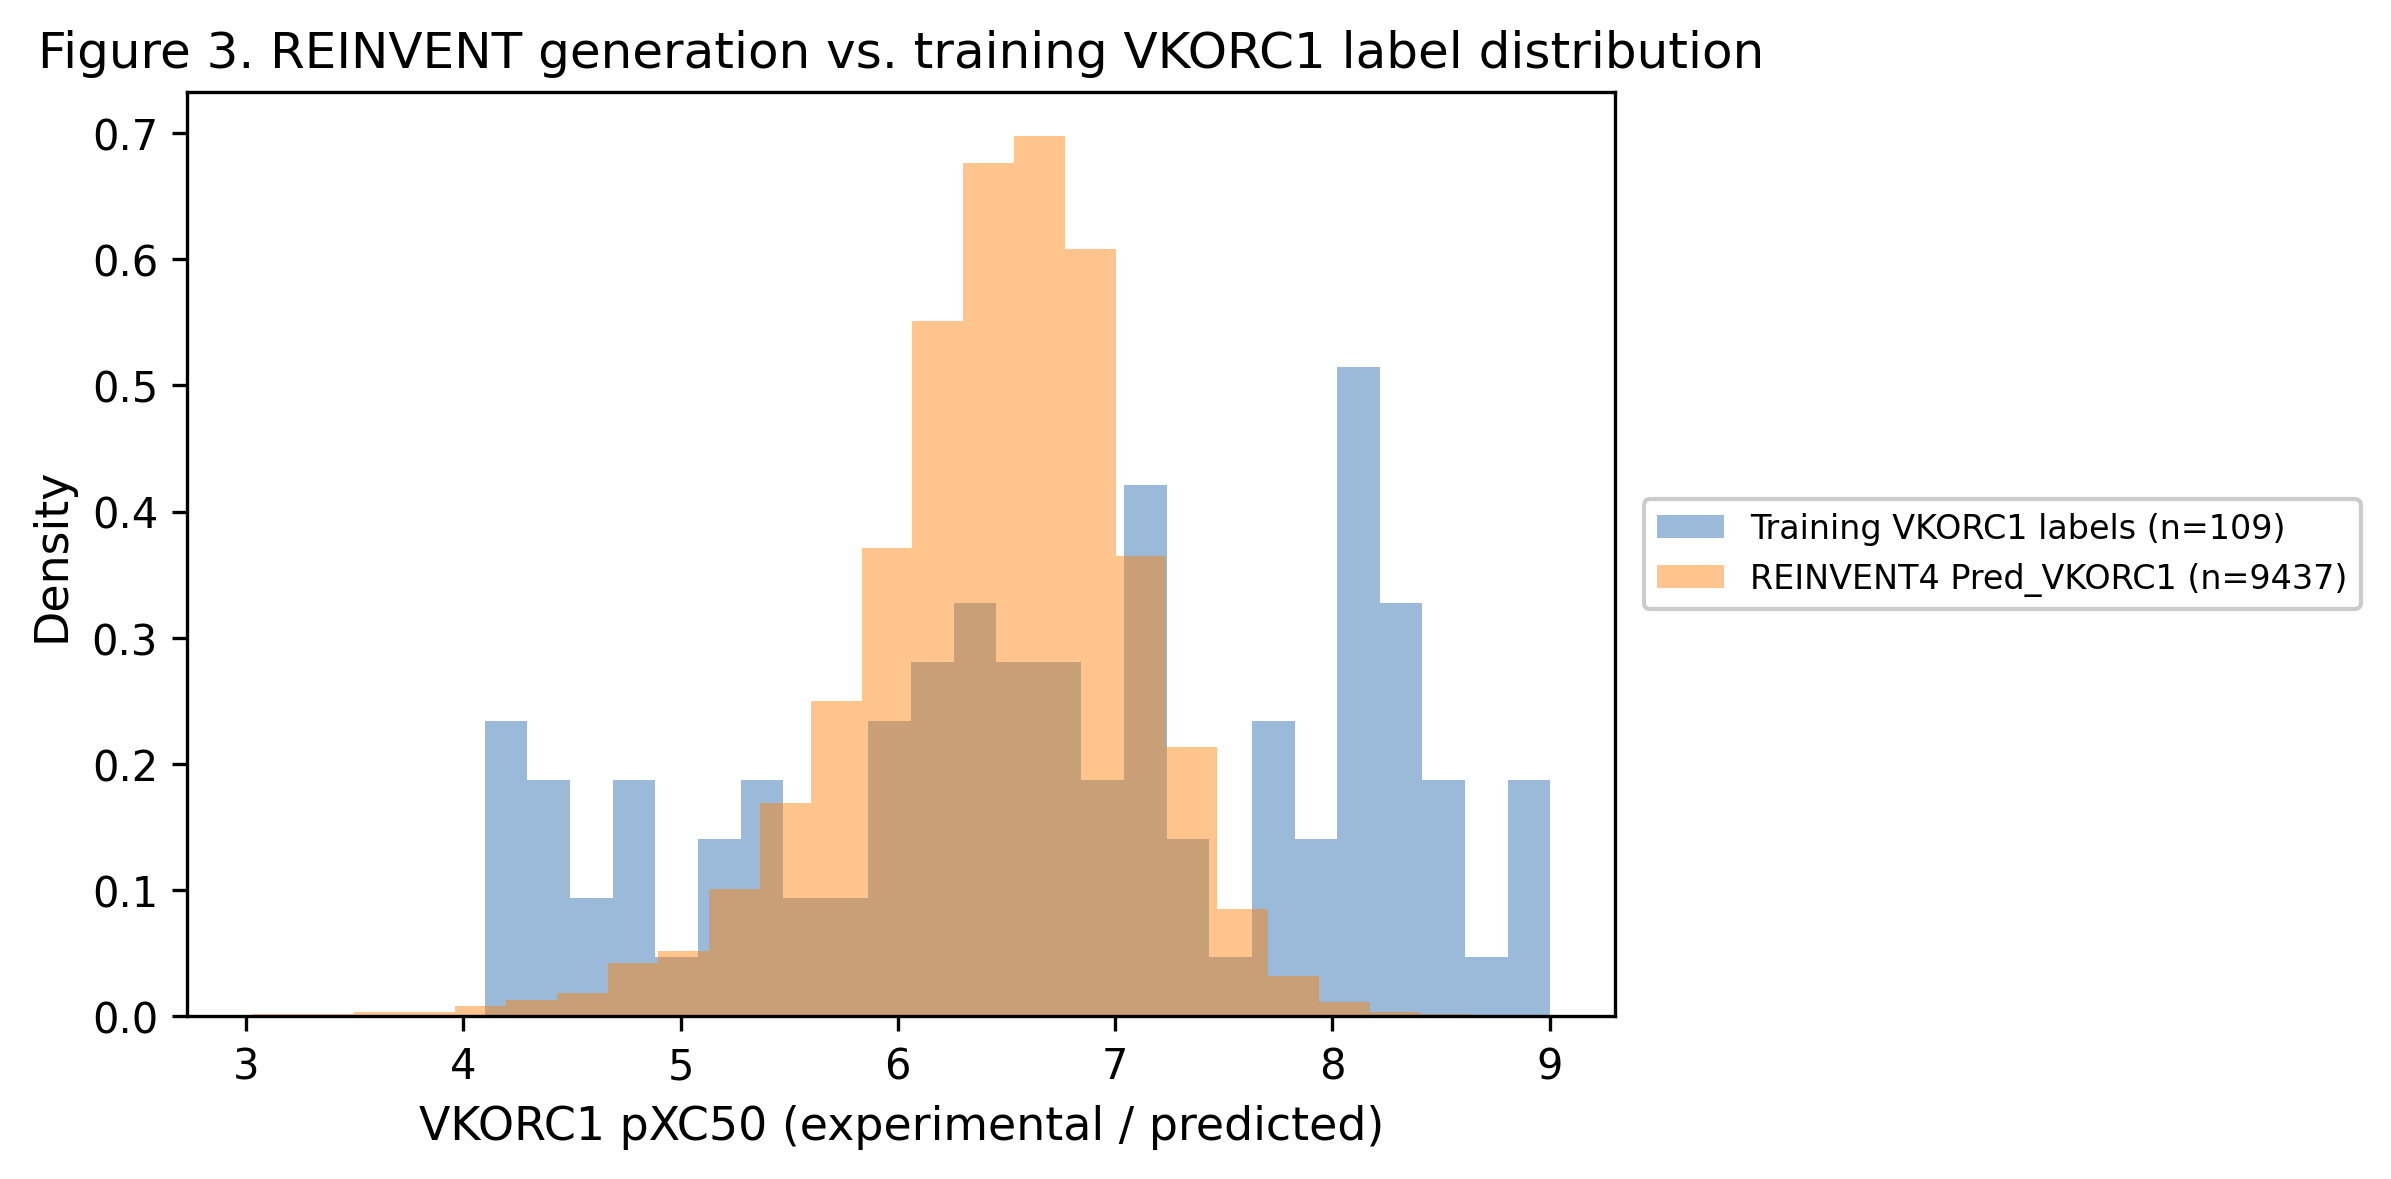 Figure 3. REINVENT generation vs. training VKORC1 label distribution
0.7
0.6
0.5
0.4
0.3
0.2
0.1
0.0
Density
3 4 5 6 7 8 9
VKORC1 pXC50 (experimental / predicted)
Training VKORC1 labels (n=109)
REINVENT4 Pred_VKORC1 (n=9437)